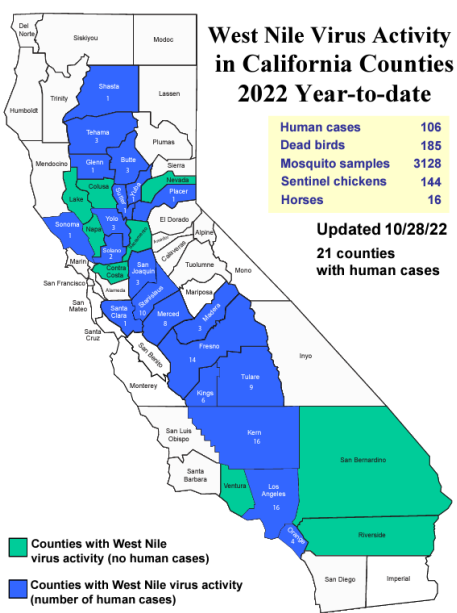 West Nile Virus Activity
in California Counties
2022 Year-to-date
Human cases 106
Dead birds 185
Mosquito samples 3128
Sentinel chickens 144
Horses 16
Updated 10/28/22
21 counties
with human cases
Del
Norte
Siskiyou
Modoc
Humboldt
Trinity
Shasta
1
Lassen
Tehama
3
Plumas
Mendocino
Glenn
1
Butte
3
Sierra
Nevada
Colusa
Sutter
Yuba
Placer
1
Lake
Sonoma
1
Napa
Yolo
3
El Dorado
Alpine
Solano
2
Marin
Contra
Costa
San
Joaquin
3
Calaveras
Tuolumne
Mono
San Francisco
Alameda
San
Mateo
Santa
Clara
1
Stanislaus
10
Mariposa
Santa
Cruz
Merced
8
Madera
3
San Benito
Fresno
14
Inyo
Monterey
Kings
6
Tulare
9
San Luis
Obispo
Kern
16
San Bernardino
Santa
Barbara
Ventura
Los
Angeles
16
Orange
4
Riverside
San Diego
Imperial
Counties with West Nile
virus activity (no human cases)
Counties with West Nile virus activity
(number of human cases)